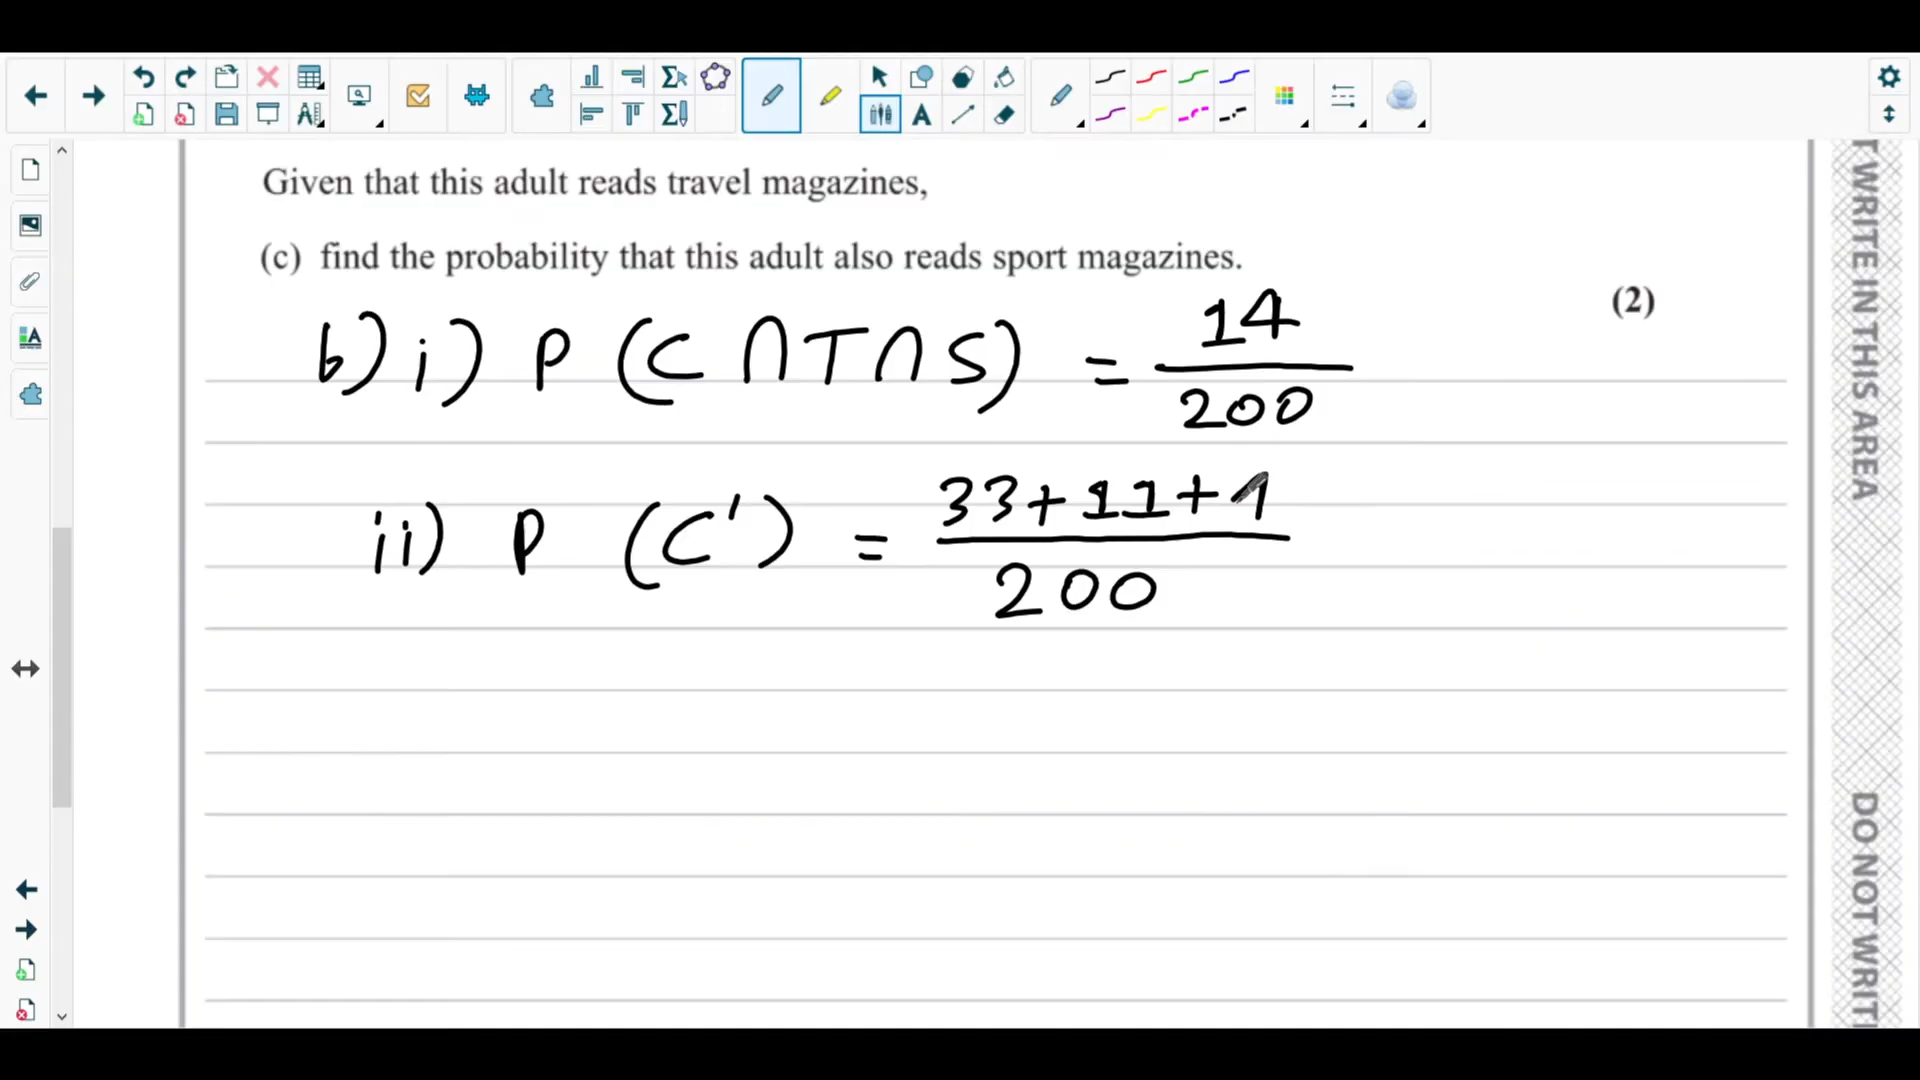 Given that this adult reads travel magazines,
(c) find the probability that this adult also reads sport magazines.
(2)
b) i) P (C ∩ T ∩ S) = 14/200
ii) P (C') = 33+11+1/200
T WRITE IN THIS AREA
DO NOT WRIT